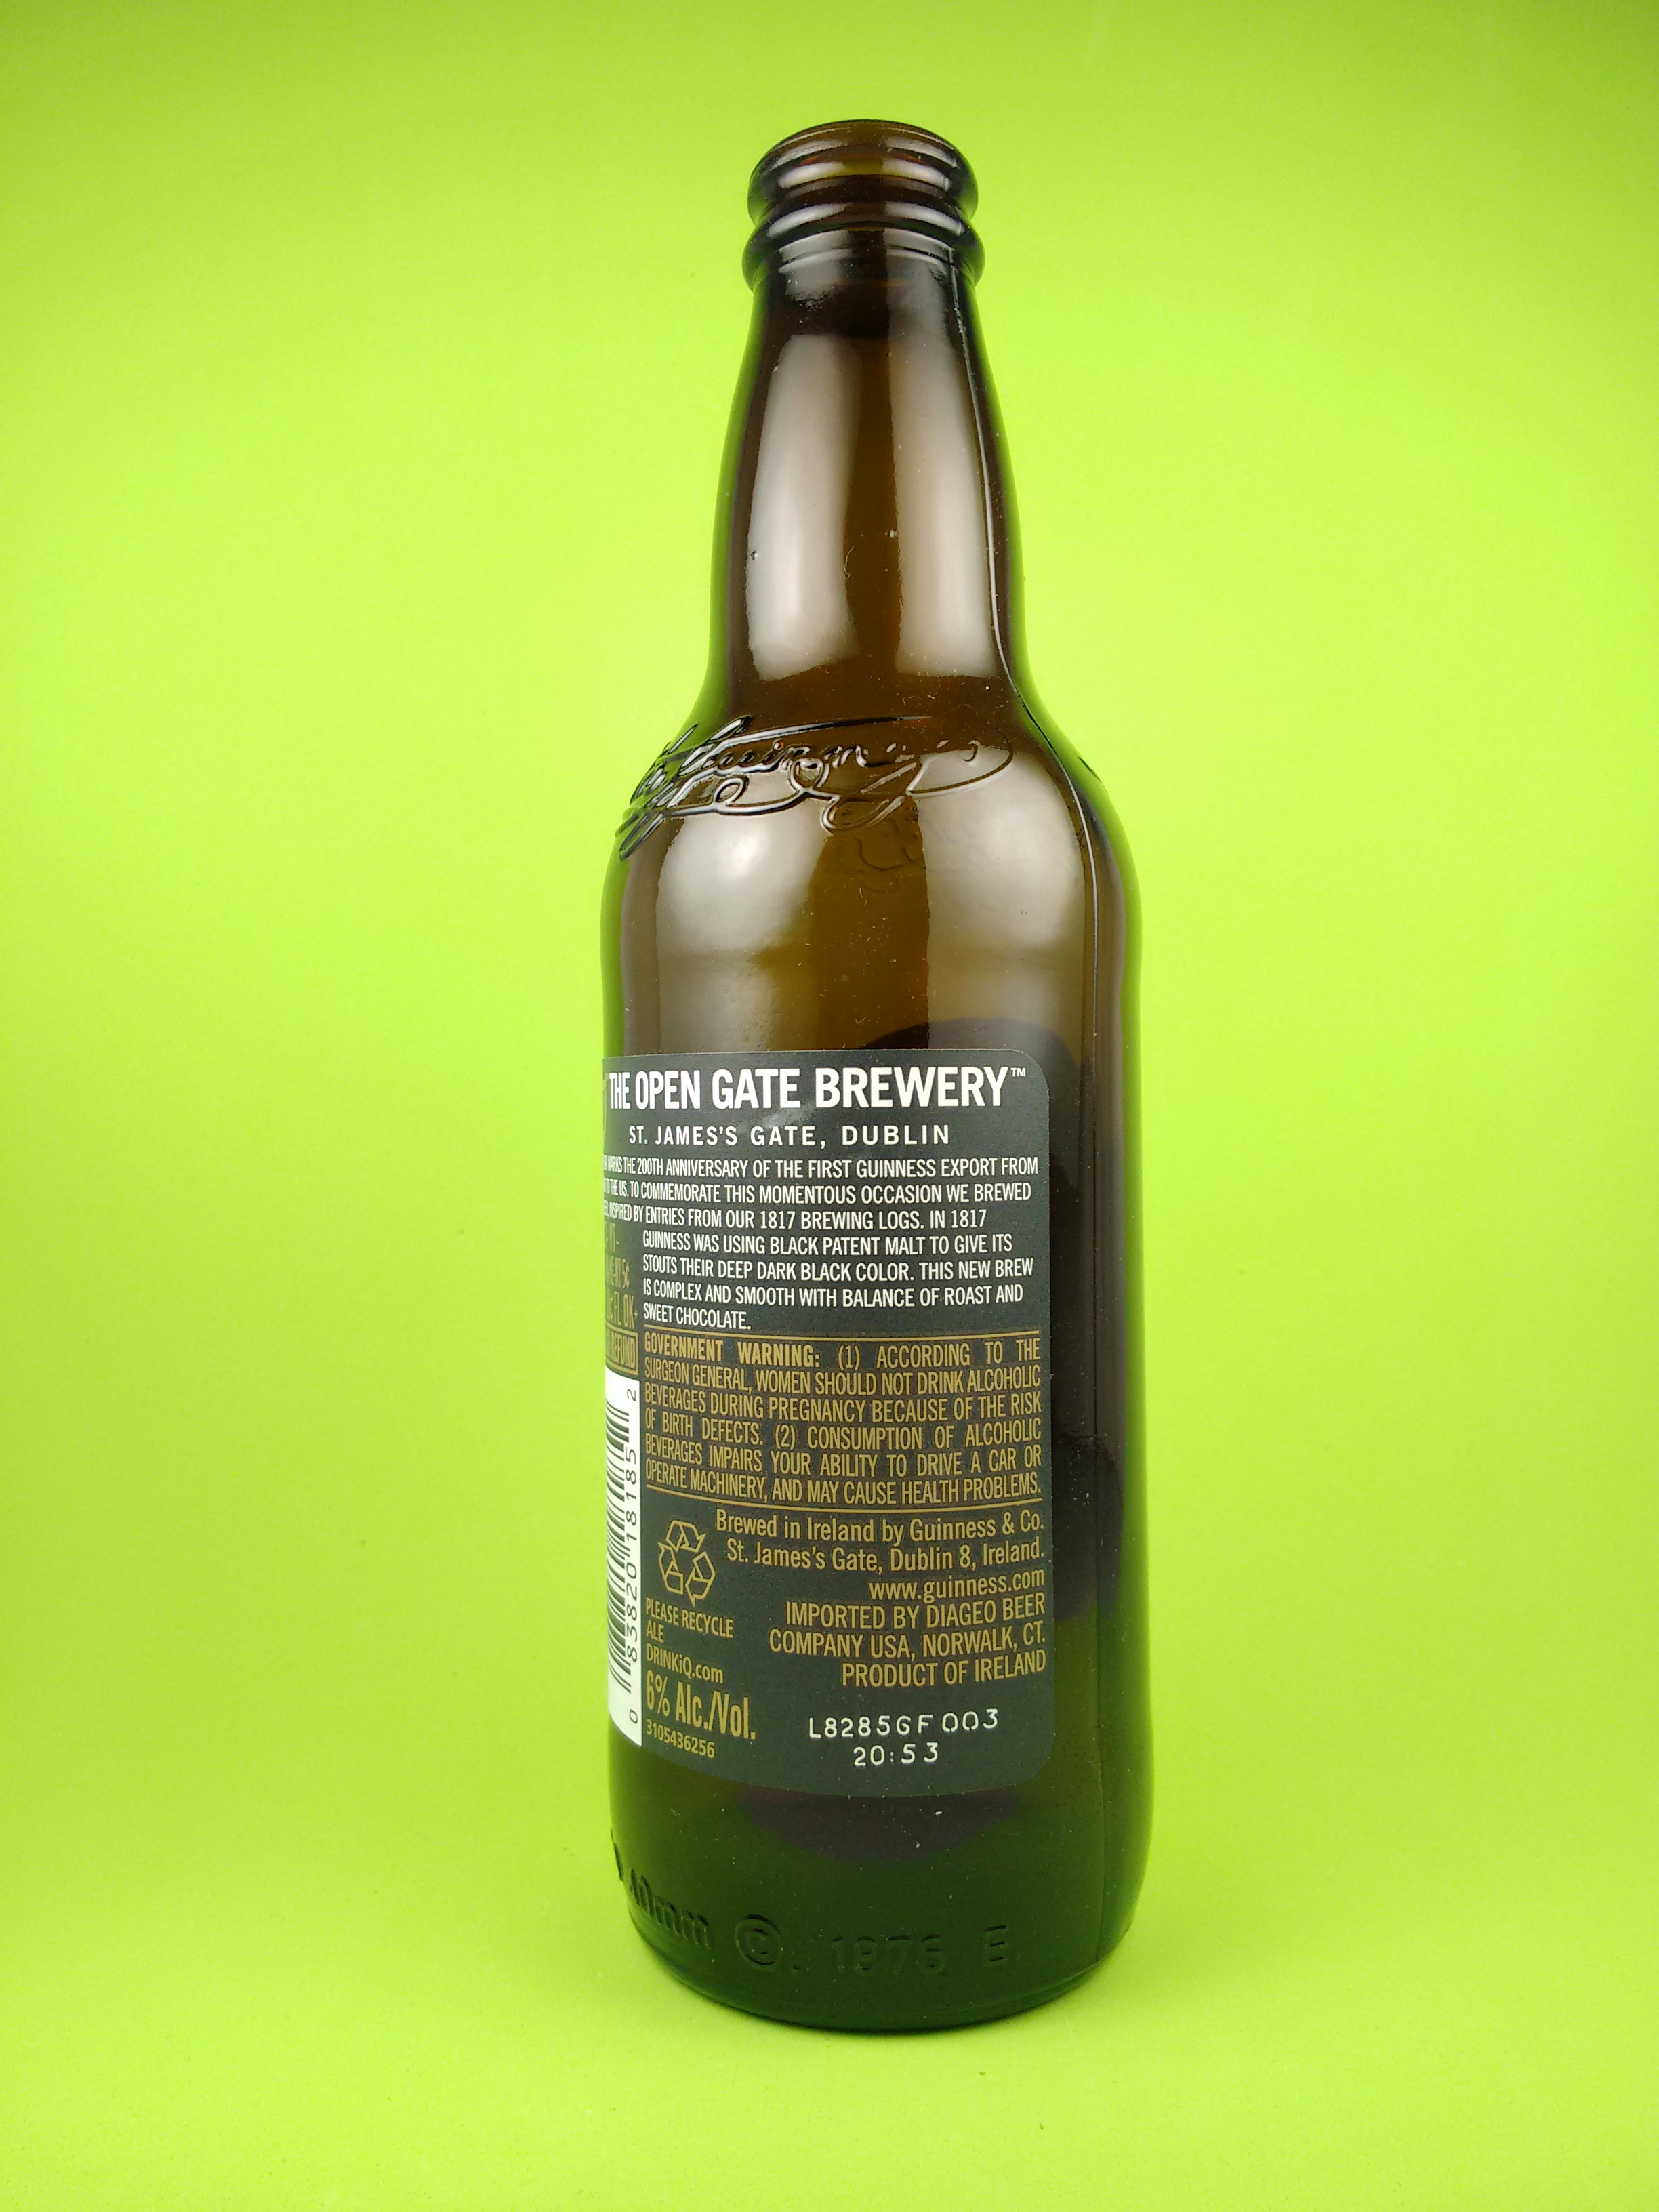 THE OPEN GATE BREWERY™
ST. JAMES'S GATE, DUBLIN
MARKS THE 200TH ANNIVERSARY OF THE FIRST GUINNESS EXPORT FROM
TO THE US. TO COMMEMORATE THIS MOMENTOUS OCCASION WE BREWED
INSPIRED BY ENTRIES FROM OUR 1817 BREWING LOGS. IN 1817
GUINNESS WAS USING BLACK PATENT MALT TO GIVE ITS
STOUTS THEIR DEEP DARK BLACK COLOR. THIS NEW BREW
IS COMPLEX AND SMOOTH WITH BALANCE OF ROAST AND
SWEET CHOCOLATE.
VT-
5¢
FL OK+
REFUND
GOVERNMENT WARNING: (1) ACCORDING TO THE
SURGEON GENERAL, WOMEN SHOULD NOT DRINK ALCOHOLIC
BEVERAGES DURING PREGNANCY BECAUSE OF THE RISK
OF BIRTH DEFECTS. (2) CONSUMPTION OF ALCOHOLIC
BEVERAGES IMPAIRS YOUR ABILITY TO DRIVE A CAR OR
OPERATE MACHINERY, AND MAY CAUSE HEALTH PROBLEMS.
0 83820 18185 2
Brewed in Ireland by Guinness & Co.
St. James's Gate, Dublin 8, Ireland.
www.guinness.com
IMPORTED BY DIAGEO BEER
COMPANY USA, NORWALK, CT.
PRODUCT OF IRELAND
PLEASE RECYCLE
ALE
DRINKiQ.com
6% Alc./Vol.
3105436256
L8285GF003
20:53
40mm ©. 1876 E